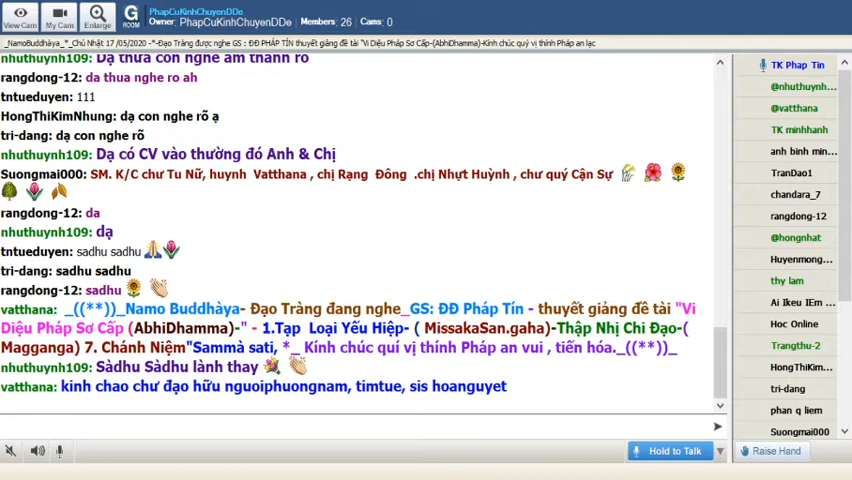 PhapCuKinhChuyenDDe
Owner: PhapCuKinhChuyenDDe
Members: 26
Cams: 0
View Cam
My Cam
Enlarge
G
ROOM
_NamoBuddhàya_*_Chủ Nhật 17/05/2020 -*-Đạo Tràng được nghe GS : ĐĐ PHÁP TÍN thuyết giảng đề tài "Vi Diệu Pháp Sơ Cấp-(AbhiDhamma)-Kính chúc quý vị thính Pháp an lạc
nhuthuynh109: Dạ thưa con nghe âm thanh rõ
rangdong-12: da thua nghe ro ah
tntueduyen: 111
HongThiKimNhung: dạ con nghe rõ ạ
tri-dang: dạ con nghe rõ
nhuthuynh109: Dạ có CV vào thường đó Anh & Chị
Suongmai000: SM. K/C chư Tu Nữ, huynh Vatthana , chị Rạng Đông .chị Nhựt Huỳnh , chư quý Cận Sự
rangdong-12: da
nhuthuynh109: dạ
tntueduyen: sadhu sadhu
tri-dang: sadhu sadhu
rangdong-12: sadhu
vatthana: _((**))_Namo Buddhàya- Đạo Tràng đang nghe_GS: ĐĐ Pháp Tín - thuyết giảng đề tài "Vi
Diệu Pháp Sơ Cấp (AbhiDhamma)-" - 1.Tạp Loại Yếu Hiệp- ( MissakaSan.gaha)-Thập Nhị Chi Đạo-(
Magganga) 7. Chánh Niệm"Sammà sati, *_ Kính chúc quí vị thính Pháp an vui , tiến hóa._((**))_
nhuthuynh109: Sàdhu Sàdhu lành thay
vatthana: kinh chao chư đạo hữu nguoiphuongnam, timtue, sis hoanguyet
Hold to Talk
TK Phap Tin
@nhuthuynh...
@vatthana
TK minhhanh
anh binh min...
TranDao1
chandara_7
rangdong-12
@hongnhat
Huyenmong...
thy lam
Ai Ikeu IEm ...
Hoc Online
Trangthu-2
HongThiKim...
tri-dang
phan q liem
Suongmai000
Raise Hand